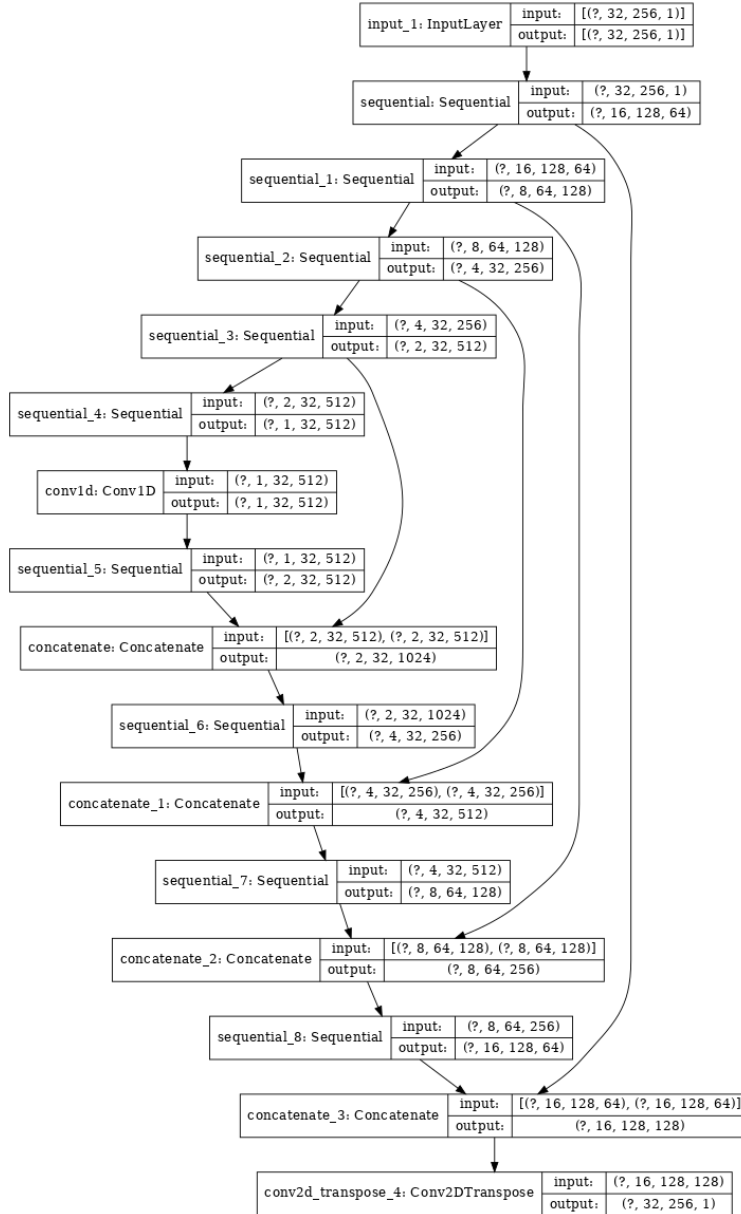 input_1: InputLayer input: [(?, 32, 256, 1)]
output: [(?, 32, 256, 1)]
sequential: Sequential input: (?, 32, 256, 1)
output: (?, 16, 128, 64)
sequential_1: Sequential input: (?, 16, 128, 64)
output: (?, 8, 64, 128)
sequential_2: Sequential input: (?, 8, 64, 128)
output: (?, 4, 32, 256)
sequential_3: Sequential input: (?, 4, 32, 256)
output: (?, 2, 32, 512)
sequential_4: Sequential input: (?, 2, 32, 512)
output: (?, 1, 32, 512)
conv1d: Conv1D input: (?, 1, 32, 512)
output: (?, 1, 32, 512)
sequential_5: Sequential input: (?, 1, 32, 512)
output: (?, 2, 32, 512)
concatenate: Concatenate input: [(?, 2, 32, 512), (?, 2, 32, 512)]
output: (?, 2, 32, 1024)
sequential_6: Sequential input: (?, 2, 32, 1024)
output: (?, 4, 32, 256)
concatenate_1: Concatenate input: [(?, 4, 32, 256), (?, 4, 32, 256)]
output: (?, 4, 32, 512)
sequential_7: Sequential input: (?, 4, 32, 512)
output: (?, 8, 64, 128)
concatenate_2: Concatenate input: [(?, 8, 64, 128), (?, 8, 64, 128)]
output: (?, 8, 64, 256)
sequential_8: Sequential input: (?, 8, 64, 256)
output: (?, 16, 128, 64)
concatenate_3: Concatenate input: [(?, 16, 128, 64), (?, 16, 128, 64)]
output: (?, 16, 128, 128)
conv2d_transpose_4: Conv2DTranspose input: (?, 16, 128, 128)
output: (?, 32, 256, 1)